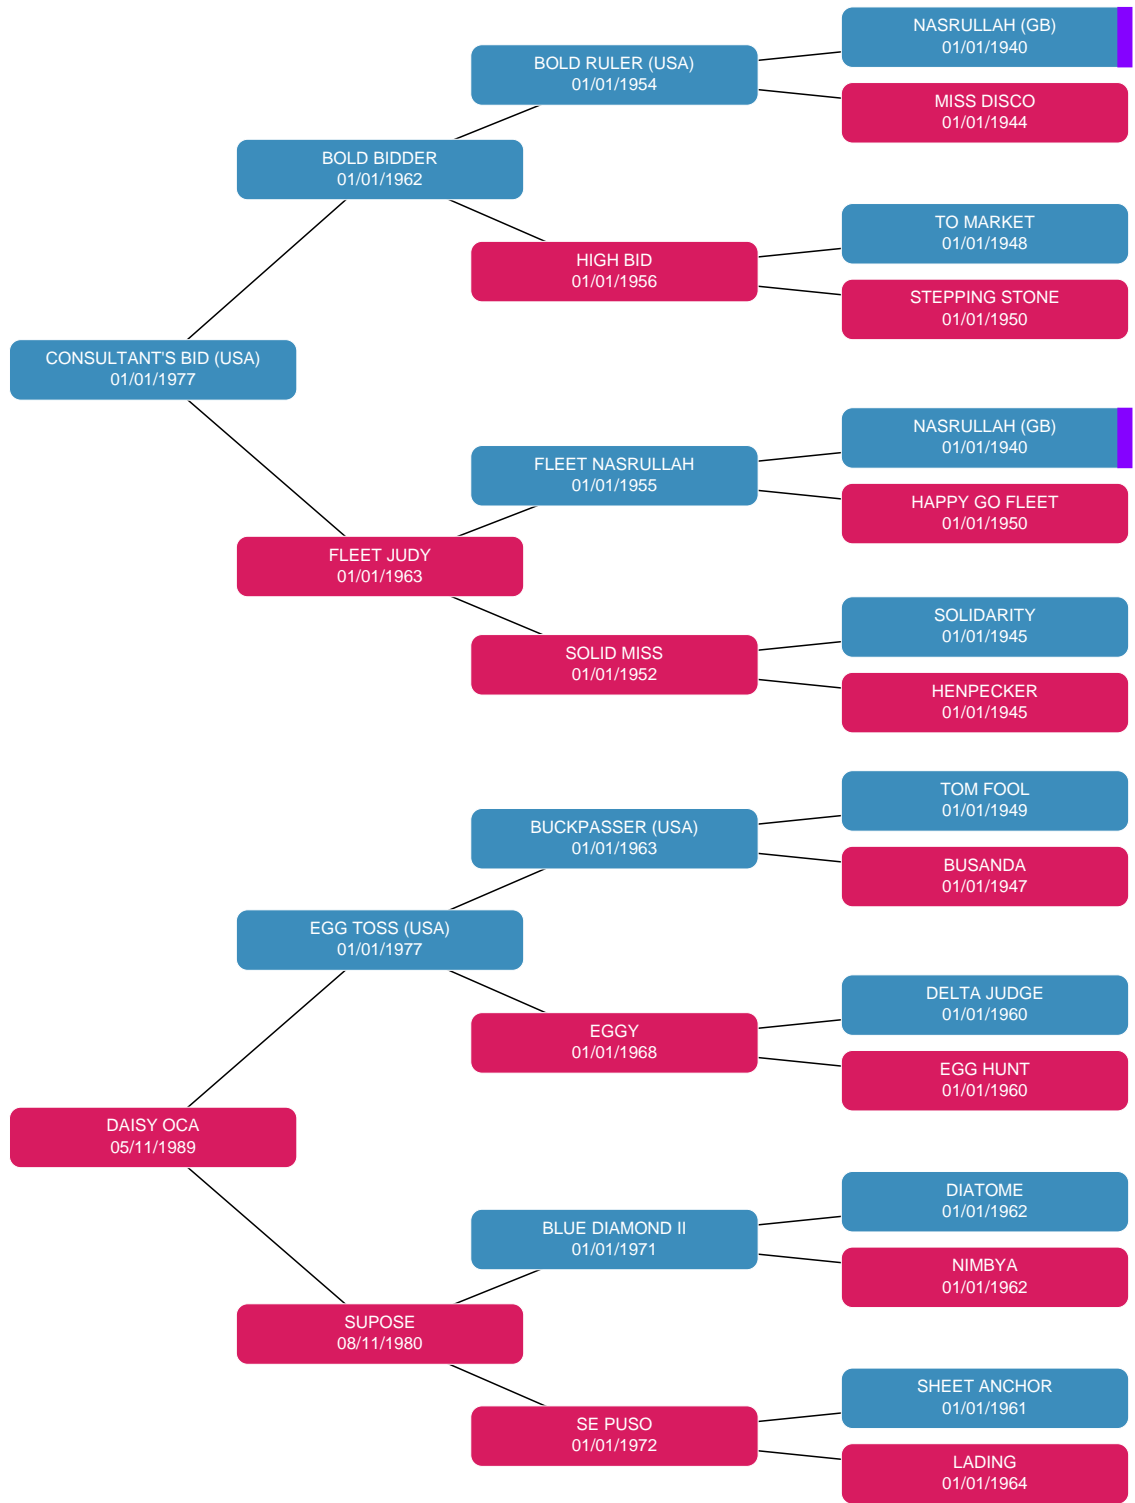 NASRULLAH (GB)
01/01/1940
BOLD RULER (USA)
01/01/1954
MISS DISCO
01/01/1944
BOLD BIDDER
01/01/1962
TO MARKET
01/01/1948
HIGH BID
01/01/1956
STEPPING STONE
01/01/1950
CONSULTANT'S BID (USA)
01/01/1977
NASRULLAH (GB)
01/01/1940
FLEET NASRULLAH
01/01/1955
HAPPY GO FLEET
01/01/1950
FLEET JUDY
01/01/1963
SOLIDARITY
01/01/1945
SOLID MISS
01/01/1952
HENPECKER
01/01/1945
TOM FOOL
01/01/1949
BUCKPASSER (USA)
01/01/1963
BUSANDA
01/01/1947
EGG TOSS (USA)
01/01/1977
DELTA JUDGE
01/01/1960
EGGY
01/01/1968
EGG HUNT
01/01/1960
DAISY OCA
05/11/1989
DIATOME
01/01/1962
BLUE DIAMOND II
01/01/1971
NIMBYA
01/01/1962
SUPOSE
08/11/1980
SHEET ANCHOR
01/01/1961
SE PUSO
01/01/1972
LADING
01/01/1964